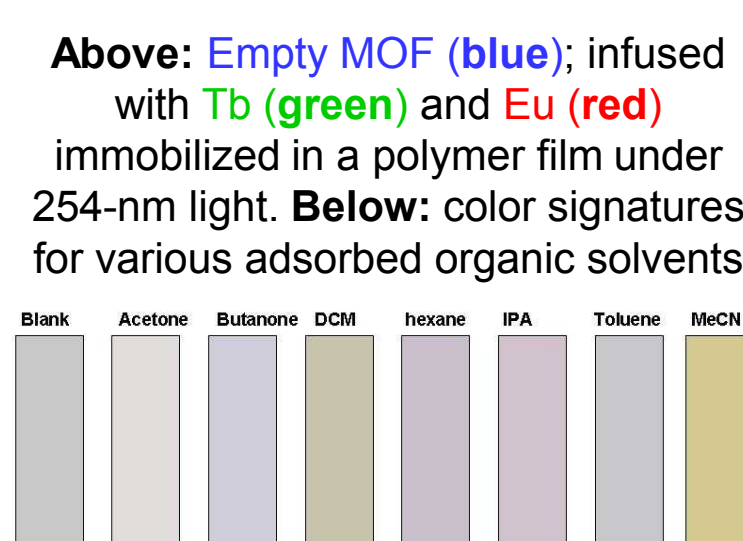 Above: Empty MOF (blue); infused
with Tb (green) and Eu (red)
immobilized in a polymer film under
254-nm light. Below: color signatures
for various adsorbed organic solvents
Blank Acetone Butanone DCM hexane IPA Toluene MeCN